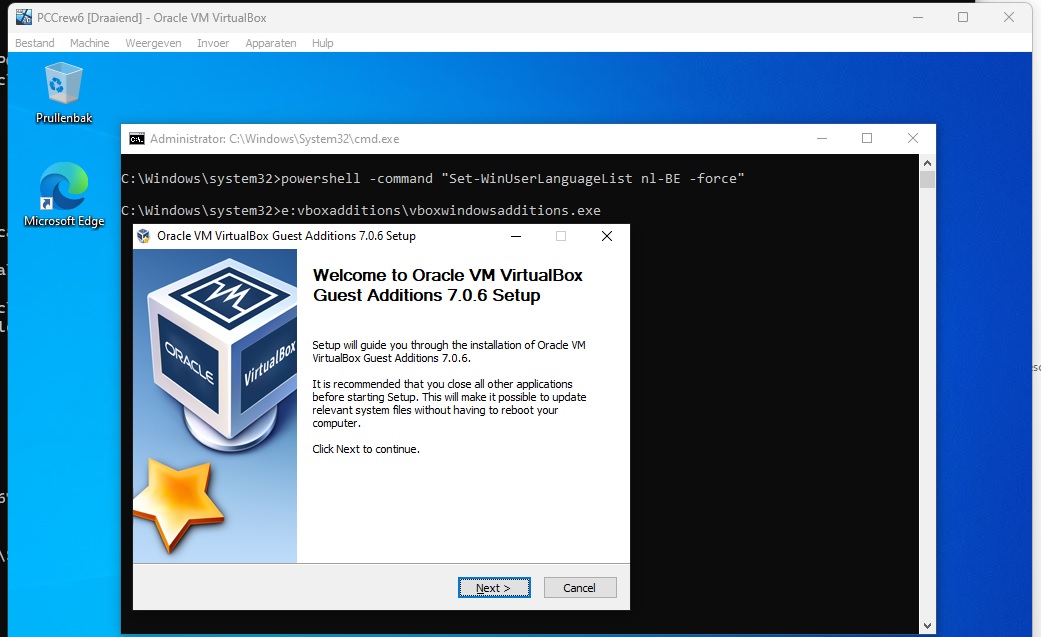 PCCrew6 [Draaiend] - Oracle VM VirtualBox
Bestand Machine Weergeven Invoer Apparaten Hulp
Prullenbak
Microsoft Edge
Administrator: C:\Windows\System32\cmd.exe
C:\Windows\system32>powershell -command "Set-WinUserLanguageList nl-BE -force"
C:\Windows\system32>e:vboxadditions\vboxwindowsadditions.exe
Oracle VM VirtualBox Guest Additions 7.0.6 Setup
ORACLE
VirtualBox
Welcome to Oracle VM VirtualBox
Guest Additions 7.0.6 Setup
Setup will guide you through the installation of Oracle VM
VirtualBox Guest Additions 7.0.6.
It is recommended that you close all other applications
before starting Setup. This will make it possible to update
relevant system files without having to reboot your
computer.
Click Next to continue.
Next >
Cancel